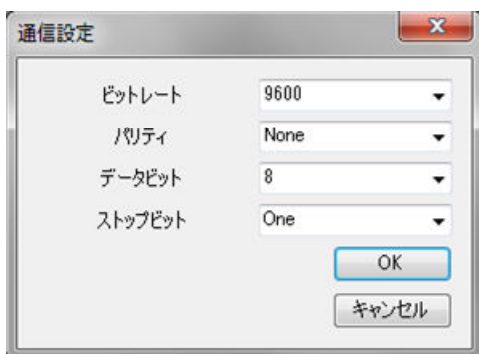 通信設定
ビットレート 9600
パリティ None
データビット 8
ストップビット One
OK
キャンセル